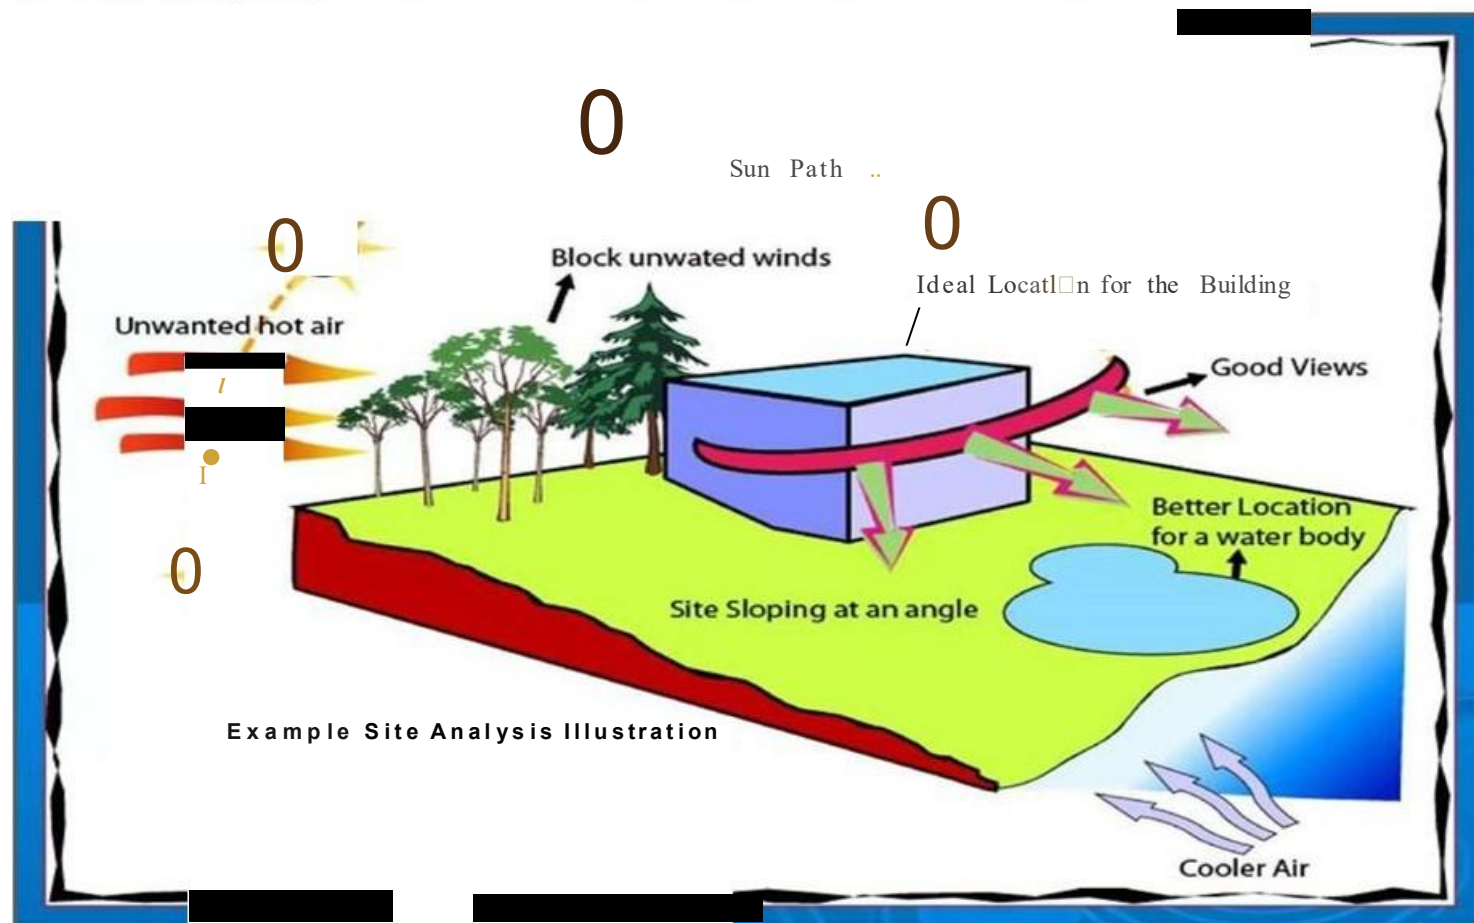 0
Sun Path ..
0
0
Block unwated winds
Ideal Locatl□n for the Building
Unwanted hot air
Good Views
l
I
Better Location
for a water body
0
Site Sloping at an angle
Example Site Analysis Illustration
Cooler Air